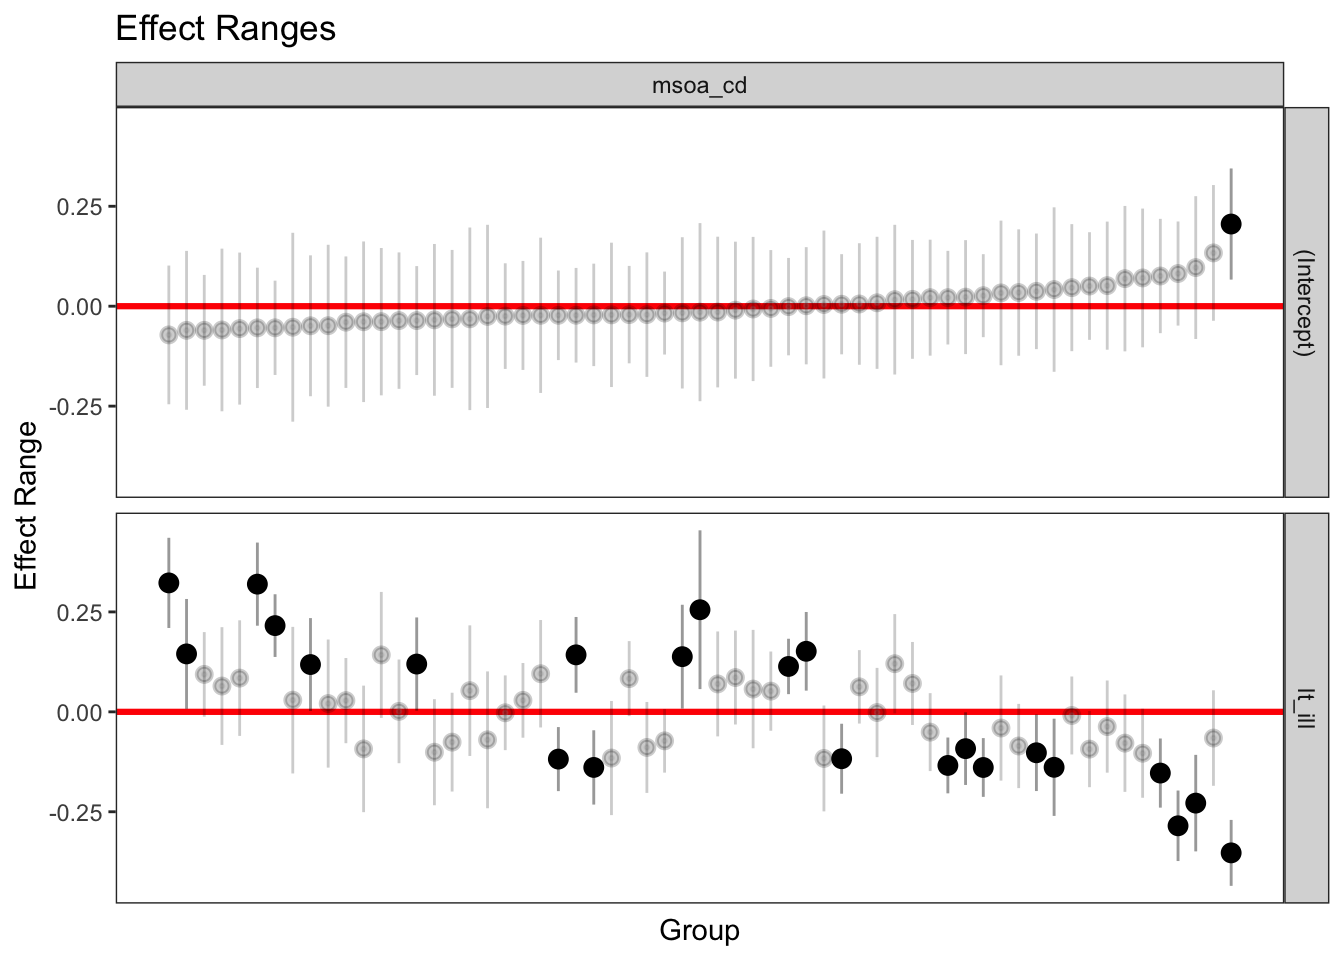 Effect Ranges
msoa_cd
Effect Range
0.25
0.00
-0.25
(Intercept)
0.25
0.00
-0.25
lt_ill
Group